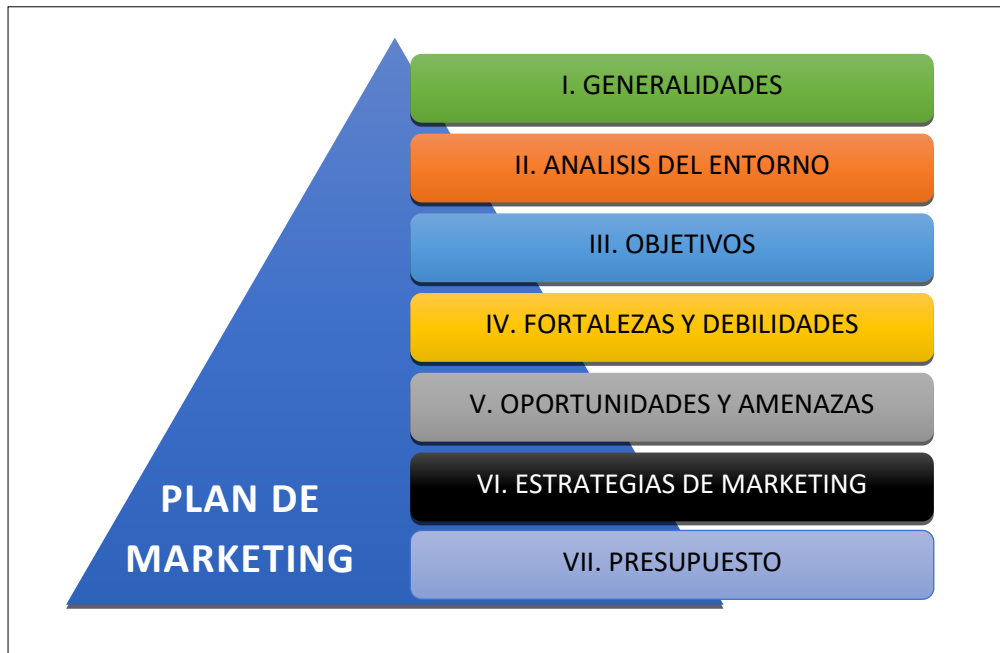 I. GENERALIDADES
II. ANALISIS DEL ENTORNO
III. OBJETIVOS
IV. FORTALEZAS Y DEBILIDADES
V. OPORTUNIDADES Y AMENAZAS
VI. ESTRATEGIAS DE MARKETING
VII. PRESUPUESTO
PLAN DE
MARKETING